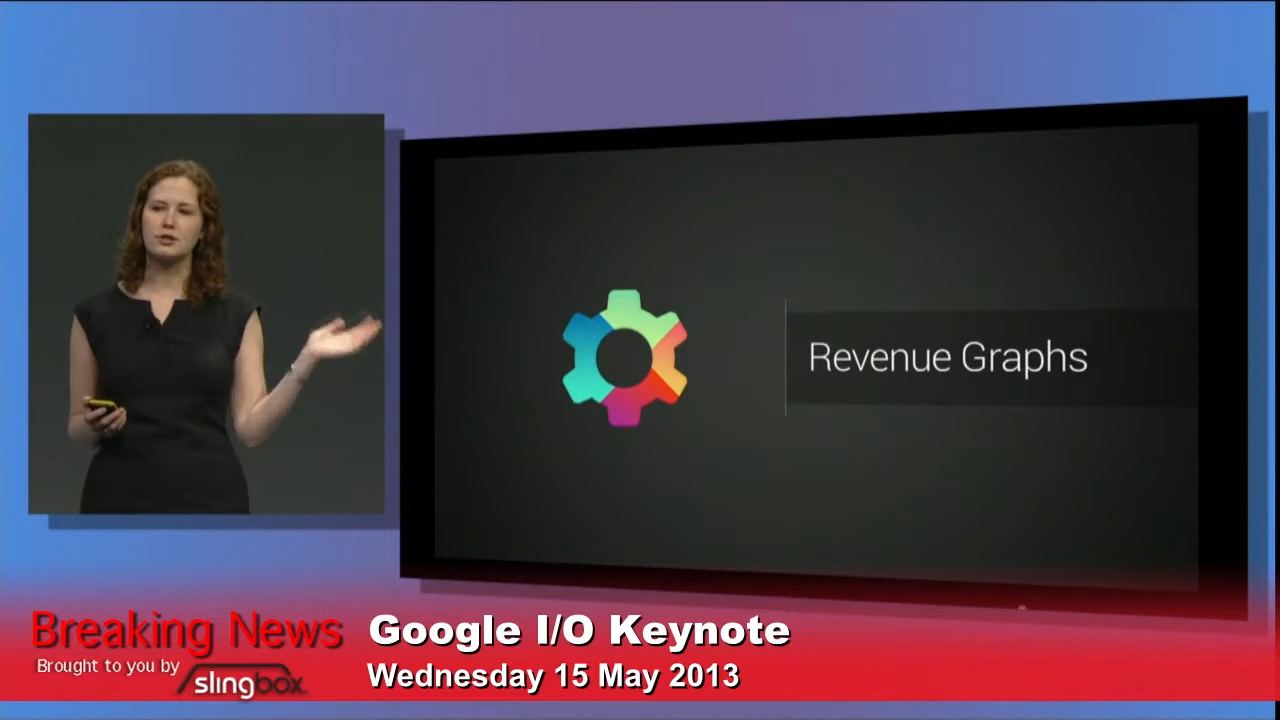 Revenue Graphs
Breaking News
Brought to you by
slingbox
Google I/O Keynote
Wednesday 15 May 2013